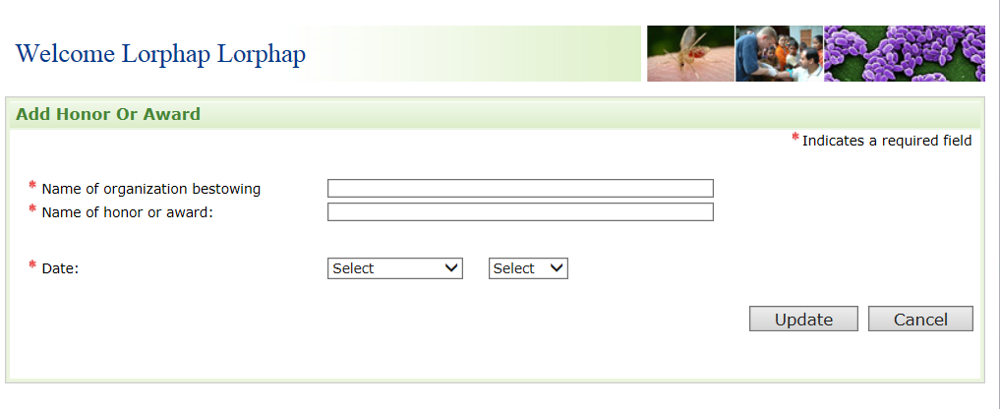 Welcome Lorphap Lorphap
Add Honor Or Award
* Indicates a required field
* Name of organization bestowing
* Name of honor or award:
* Date: Select Select
Update Cancel